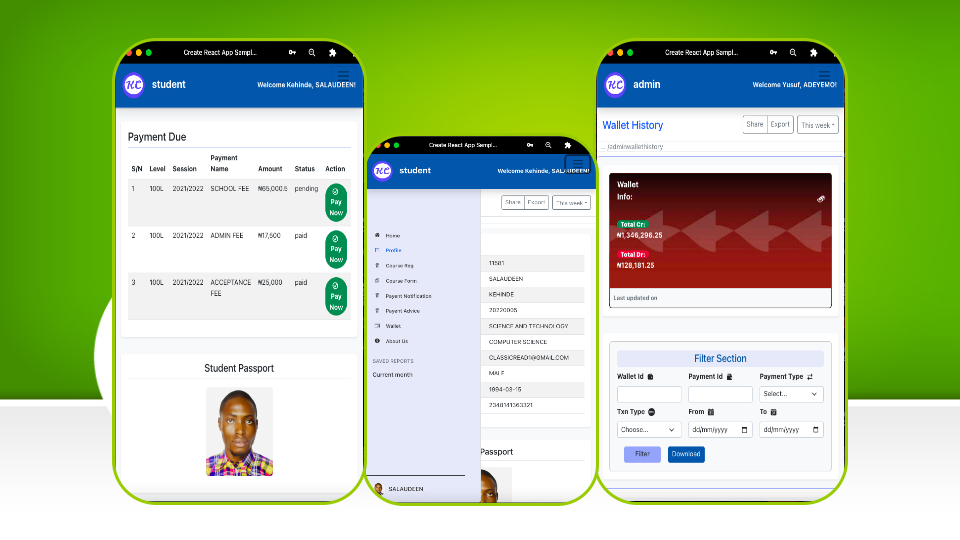 Create React App Sampl...
KC student
Welcome Kehinde, SALAUDEEN!
Payment Due
S/N Level Session Payment Name Amount Status Action
1 100L 2021/2022 SCHOOL FEE ₦65,000.5 pending Pay Now
2 100L 2021/2022 ADMIN FEE ₦17,500 paid Pay Now
3 100L 2021/2022 ACCEPTANCE FEE ₦25,000 paid Pay Now
Student Passport
Create React App Sampl...
KC student
Welcome Kehinde, SALAUDEEN!
Share Export This week
Home
Profile
Course Reg
Course Form
Payent Notification
Payent Advice
Wallet
About Us
SAVED REPORTS
Current month
SALAUDEEN
11581
SALAUDEEN
KEHINDE
20220005
SCIENCE AND TECHNOLOGY
COMPUTER SCIENCE
CLASSICREAD1@GMAIL.COM
MALE
1994-03-15
2348141363321
Passport
Create React App Sampl...
KC admin
Welcome Yusuf, ADEYEMO!
Wallet History
Share Export This week
... /adminwallethistory
Wallet
Info:
Total Cr:
₦1,346,296.25
Total Dr:
₦128,181.25
Last updated on
Filter Section
Wallet Id Payment Id Payment Type
Select...
Txn Type From To
Choose... dd/mm/yyyy dd/mm/yyyy
Filter Download